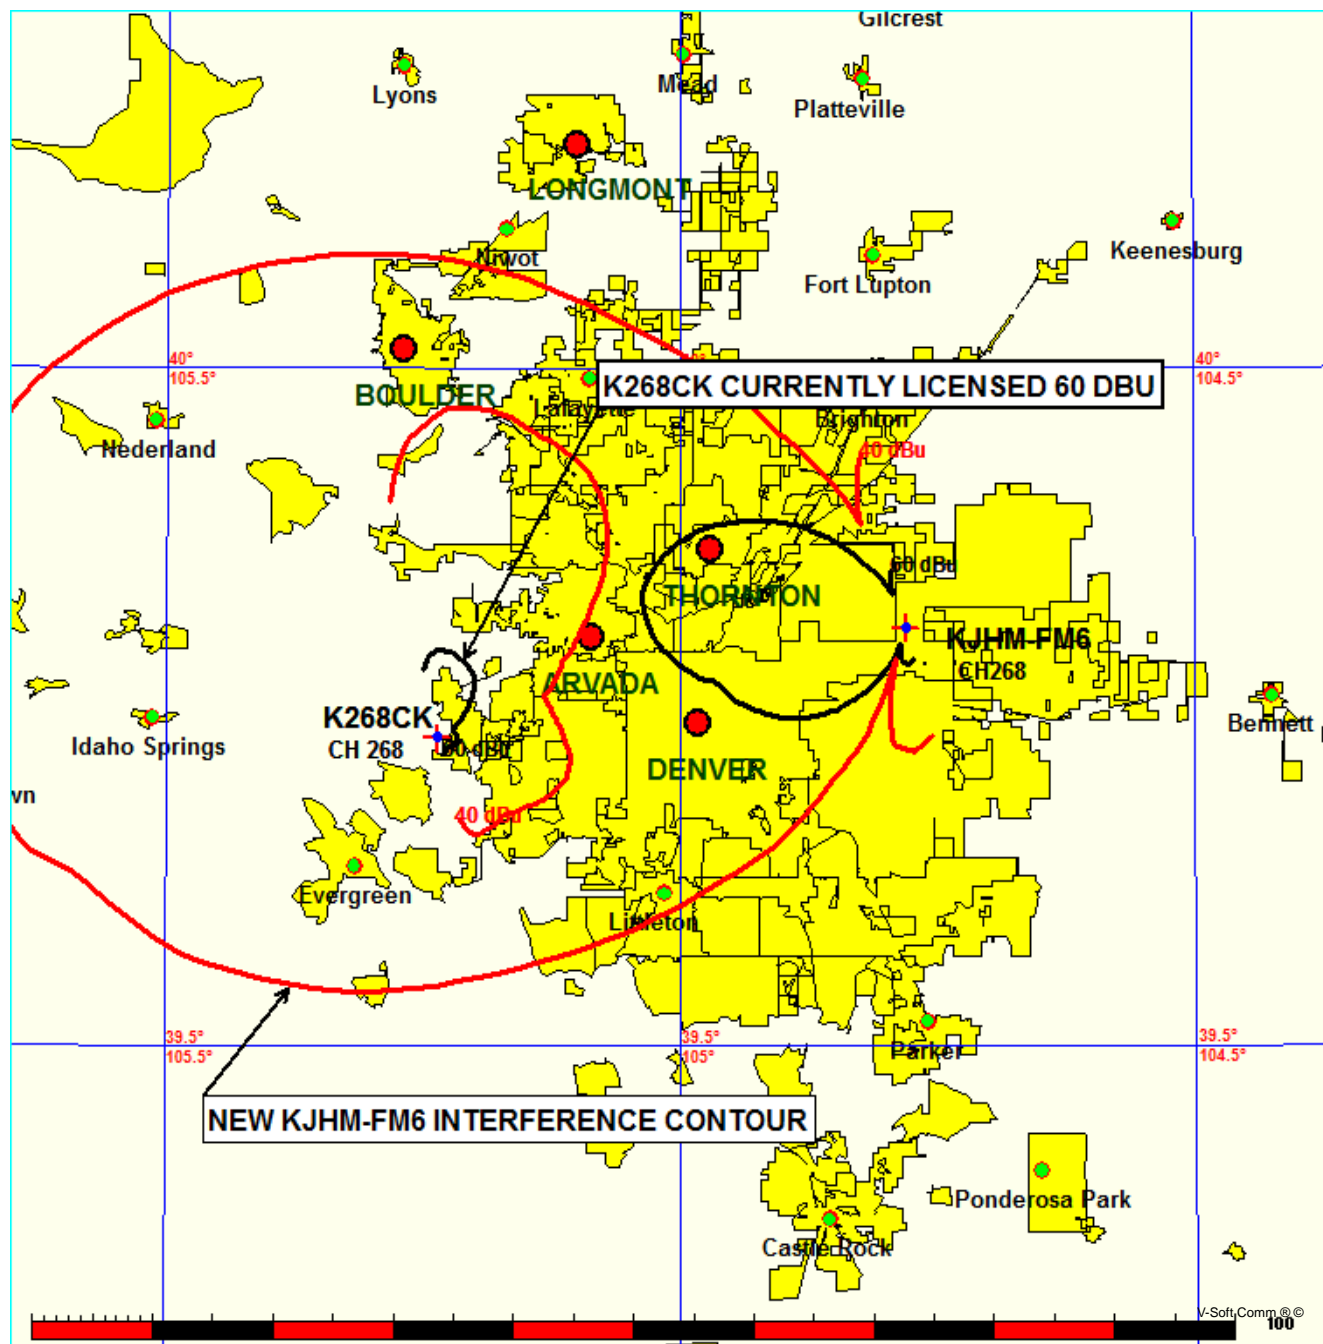 Gilcrest
Lyons
Mead
Platteville
LONGMONT
Niwot
Keenesburg
Fort Lupton
40°
105.5°
40°
104.5°
K268CK CURRENTLY LICENSED 60 DBU
BOULDER
Lafayette
Brighton
Nederland
40 dBu
60 dBu
THORNTON
KJHM-FM6
CH268
ARVADA
K268CK
CH 268
60 dBu
Idaho Springs
Bennett
DENVER
wn
40 dBu
Evergreen
Littleton
39.5°
105.5°
39.5°
105°
39.5°
104.5°
Parker
NEW KJHM-FM6 INTERFERENCE CONTOUR
Ponderosa Park
Castle Rock
V-Soft Comm ® ©
100